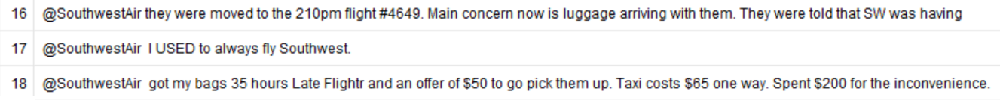 16 @SouthwestAir they were moved to the 210pm flight #4649. Main concern now is luggage arriving with them. They were told that SW was having
17 @SouthwestAir  I USED to always fly Southwest.
18 @SouthwestAir  got my bags 35 hours Late Flightr and an offer of $50 to go pick them up. Taxi costs $65 one way. Spent $200 for the inconvenience.